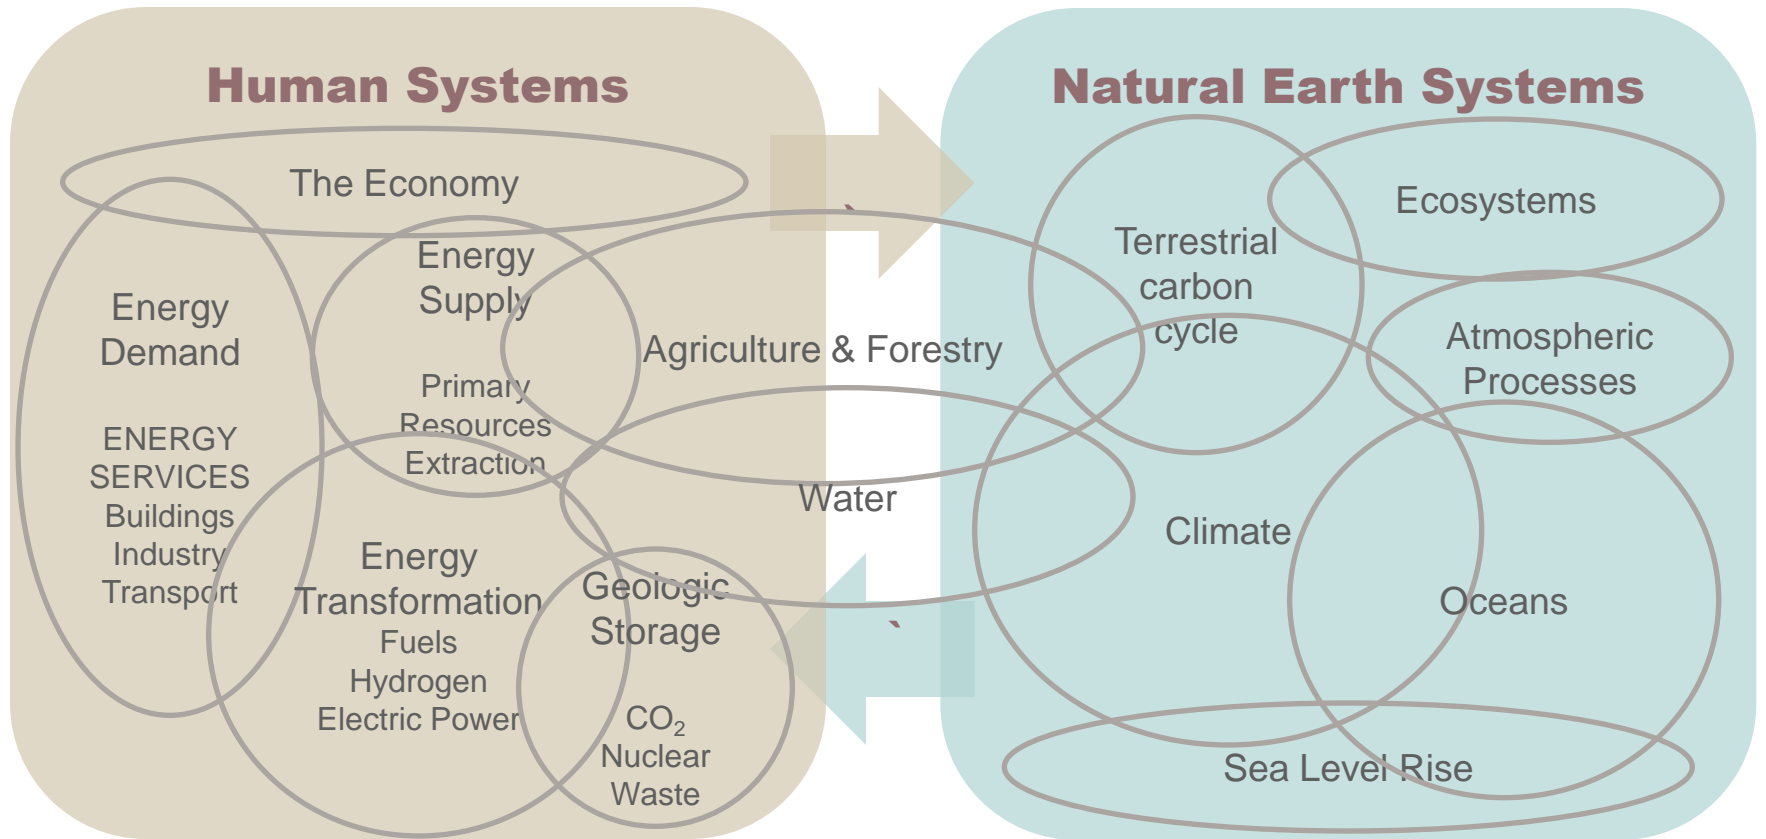 Human Systems
The Economy
Energy
Supply
Primary
Resources
Extraction
Energy
Demand
ENERGY
SERVICES
Buildings
Industry
Transport
Energy
Transformation
Fuels
Hydrogen
Electric Power
Geologic
Storage
CO₂
Nuclear
Waste
`
Agriculture & Forestry
Water
`
Natural Earth Systems
Terrestrial
carbon
cycle
Ecosystems
Atmospheric
Processes
Climate
Oceans
Sea Level Rise